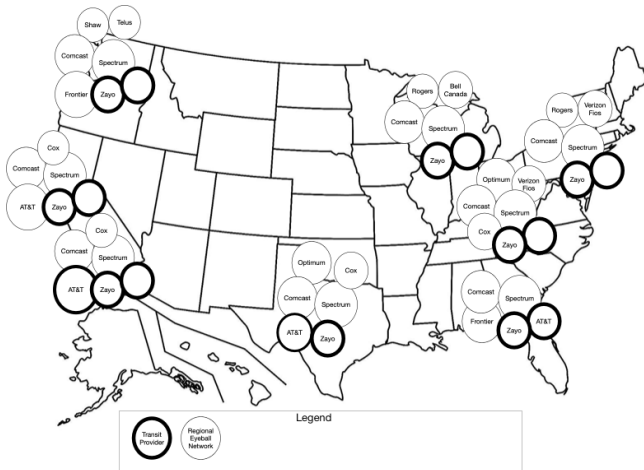 Shaw
Telus
Comcast
Spectrum
Frontier
Zayo
Cox
Comcast
Spectrum
AT&T
Zayo
Cox
Comcast
Spectrum
AT&T
Zayo
Optimum
Cox
Comcast
Spectrum
AT&T
Zayo
Rogers
Bell
Canada
Comcast
Spectrum
Zayo
Rogers
Verizon
Fios
Comcast
Spectrum
Zayo
Optimum
Verizon
Fios
Comcast
Spectrum
Cox
Zayo
Comcast
Spectrum
Frontier
Zayo
AT&T
Legend
Transit
Provider
Regional
Eyeball
Network